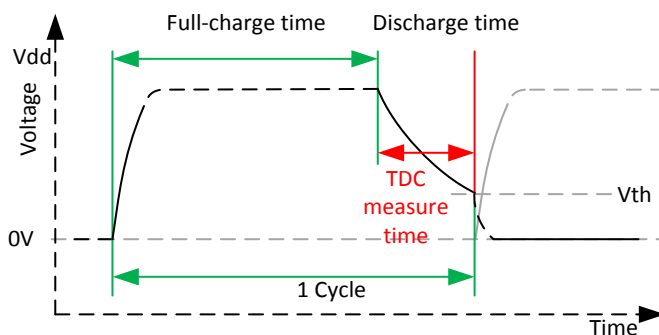 Full-charge time
Discharge time
Vdd
Voltage
TDC
measure
time
Vth
0V
1 Cycle
Time